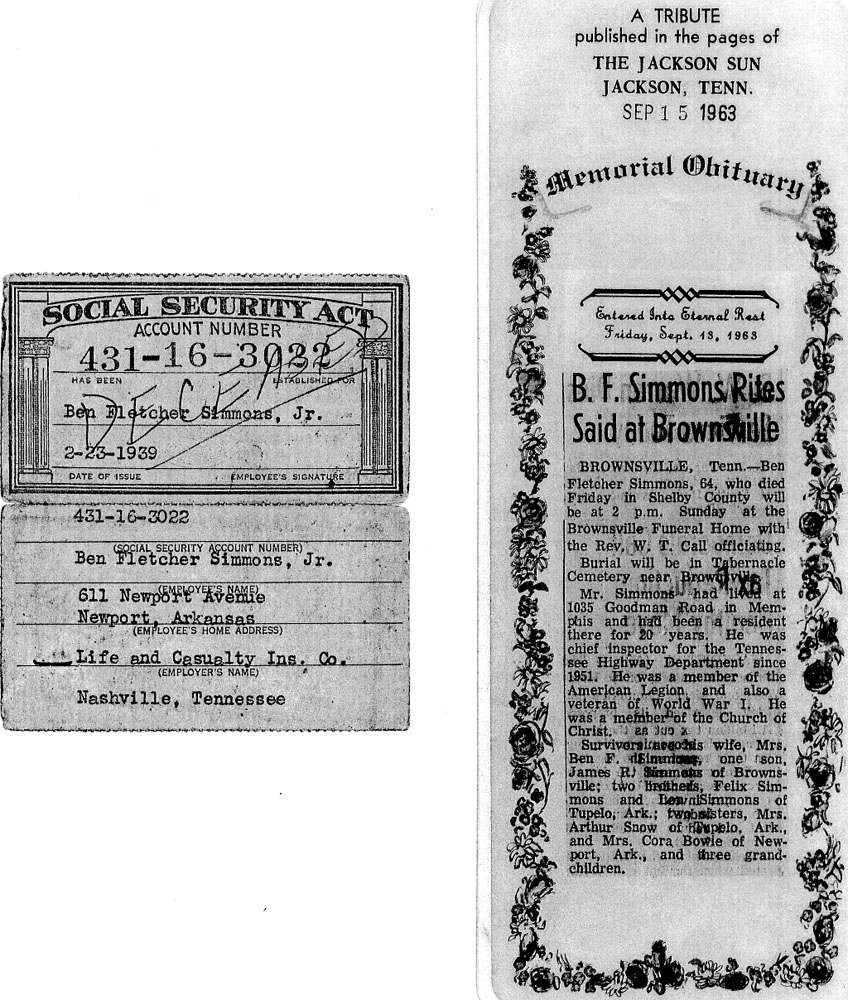 SOCIAL SECURITY ACT
ACCOUNT NUMBER
431-16-3022
HAS BEEN ESTABLISHED FOR
Ben Fletcher Simmons, Jr.
DECEASED
2-23-1939
DATE OF ISSUE EMPLOYEE'S SIGNATURE
431-16-3022
(SOCIAL SECURITY ACCOUNT NUMBER)
Ben Fletcher Simmons, Jr.
(EMPLOYEE'S NAME)
611 Newport Avenue
Newport, Arkansas
(EMPLOYEE'S HOME ADDRESS)
Life and Casualty Ins. Co.
(EMPLOYER'S NAME)
Nashville, Tennessee
A TRIBUTE
published in the pages of
THE JACKSON SUN
JACKSON, TENN.
SEP 15 1963
Memorial Obituary
Entered Into Eternal Rest
Friday, Sept. 13, 1963
B. F. Simmons Rites
Said at Brownsville
BROWNSVILLE, Tenn.—Ben
Fletcher Simmons, 64, who died
Friday in Shelby County will
be at 2 p.m. Sunday at the
Brownsville Funeral Home with
the Rev. W. T. Call officiating.
Burial will be in Tabernacle
Cemetery near Brownsville.
Mr. Simmons had lived at
1035 Goodman Road in Mem-
phis and had been a resident
there for 20 years. He was
chief inspector for the Tennes-
see Highway Department since
1951. He was a member of the
American Legion and also a
veteran of World War I. He
was a member of the Church of
Christ.
Survivors his wife, Mrs.
Ben F. Simmons, one son,
James R. Simmons of Browns-
ville; two brothers, Felix Sim-
mons and Simmons of
Tupelo, Ark.; two sisters, Mrs.
Arthur Snow of Tupelo, Ark.,
and Mrs. Cora Bowie of New-
port, Ark., and three grand-
children.